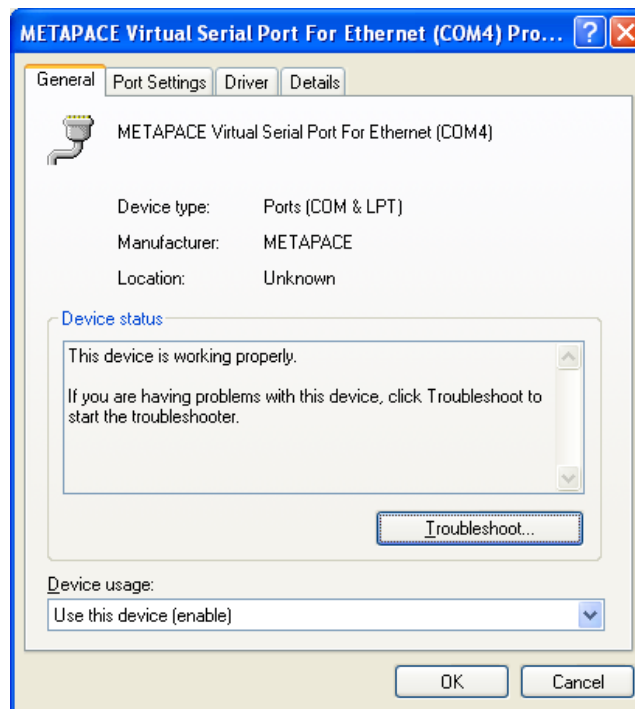 METAPACE Virtual Serial Port For Ethernet (COM4) Pro...
General Port Settings Driver Details
METAPACE Virtual Serial Port For Ethernet (COM4)
Device type: Ports (COM & LPT)
Manufacturer: METAPACE
Location: Unknown
Device status
This device is working properly.
If you are having problems with this device, click Troubleshoot to
start the troubleshooter.
Troubleshoot...
Device usage:
Use this device (enable)
OK Cancel